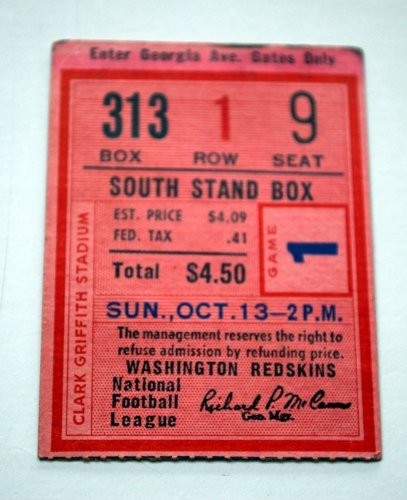 Enter Georgia Ave. Gates Only
313 1 9
BOX ROW SEAT
SOUTH STAND BOX
EST. PRICE $4.09
FED. TAX .41
Total $4.50
GAME 1
CLARK GRIFFITH STADIUM
SUN., OCT. 13-2 P.M.
The management reserves the right to
refuse admission by refunding price.
WASHINGTON REDSKINS
National
Football
League
Richard P. McCann
Gen. Mgr.